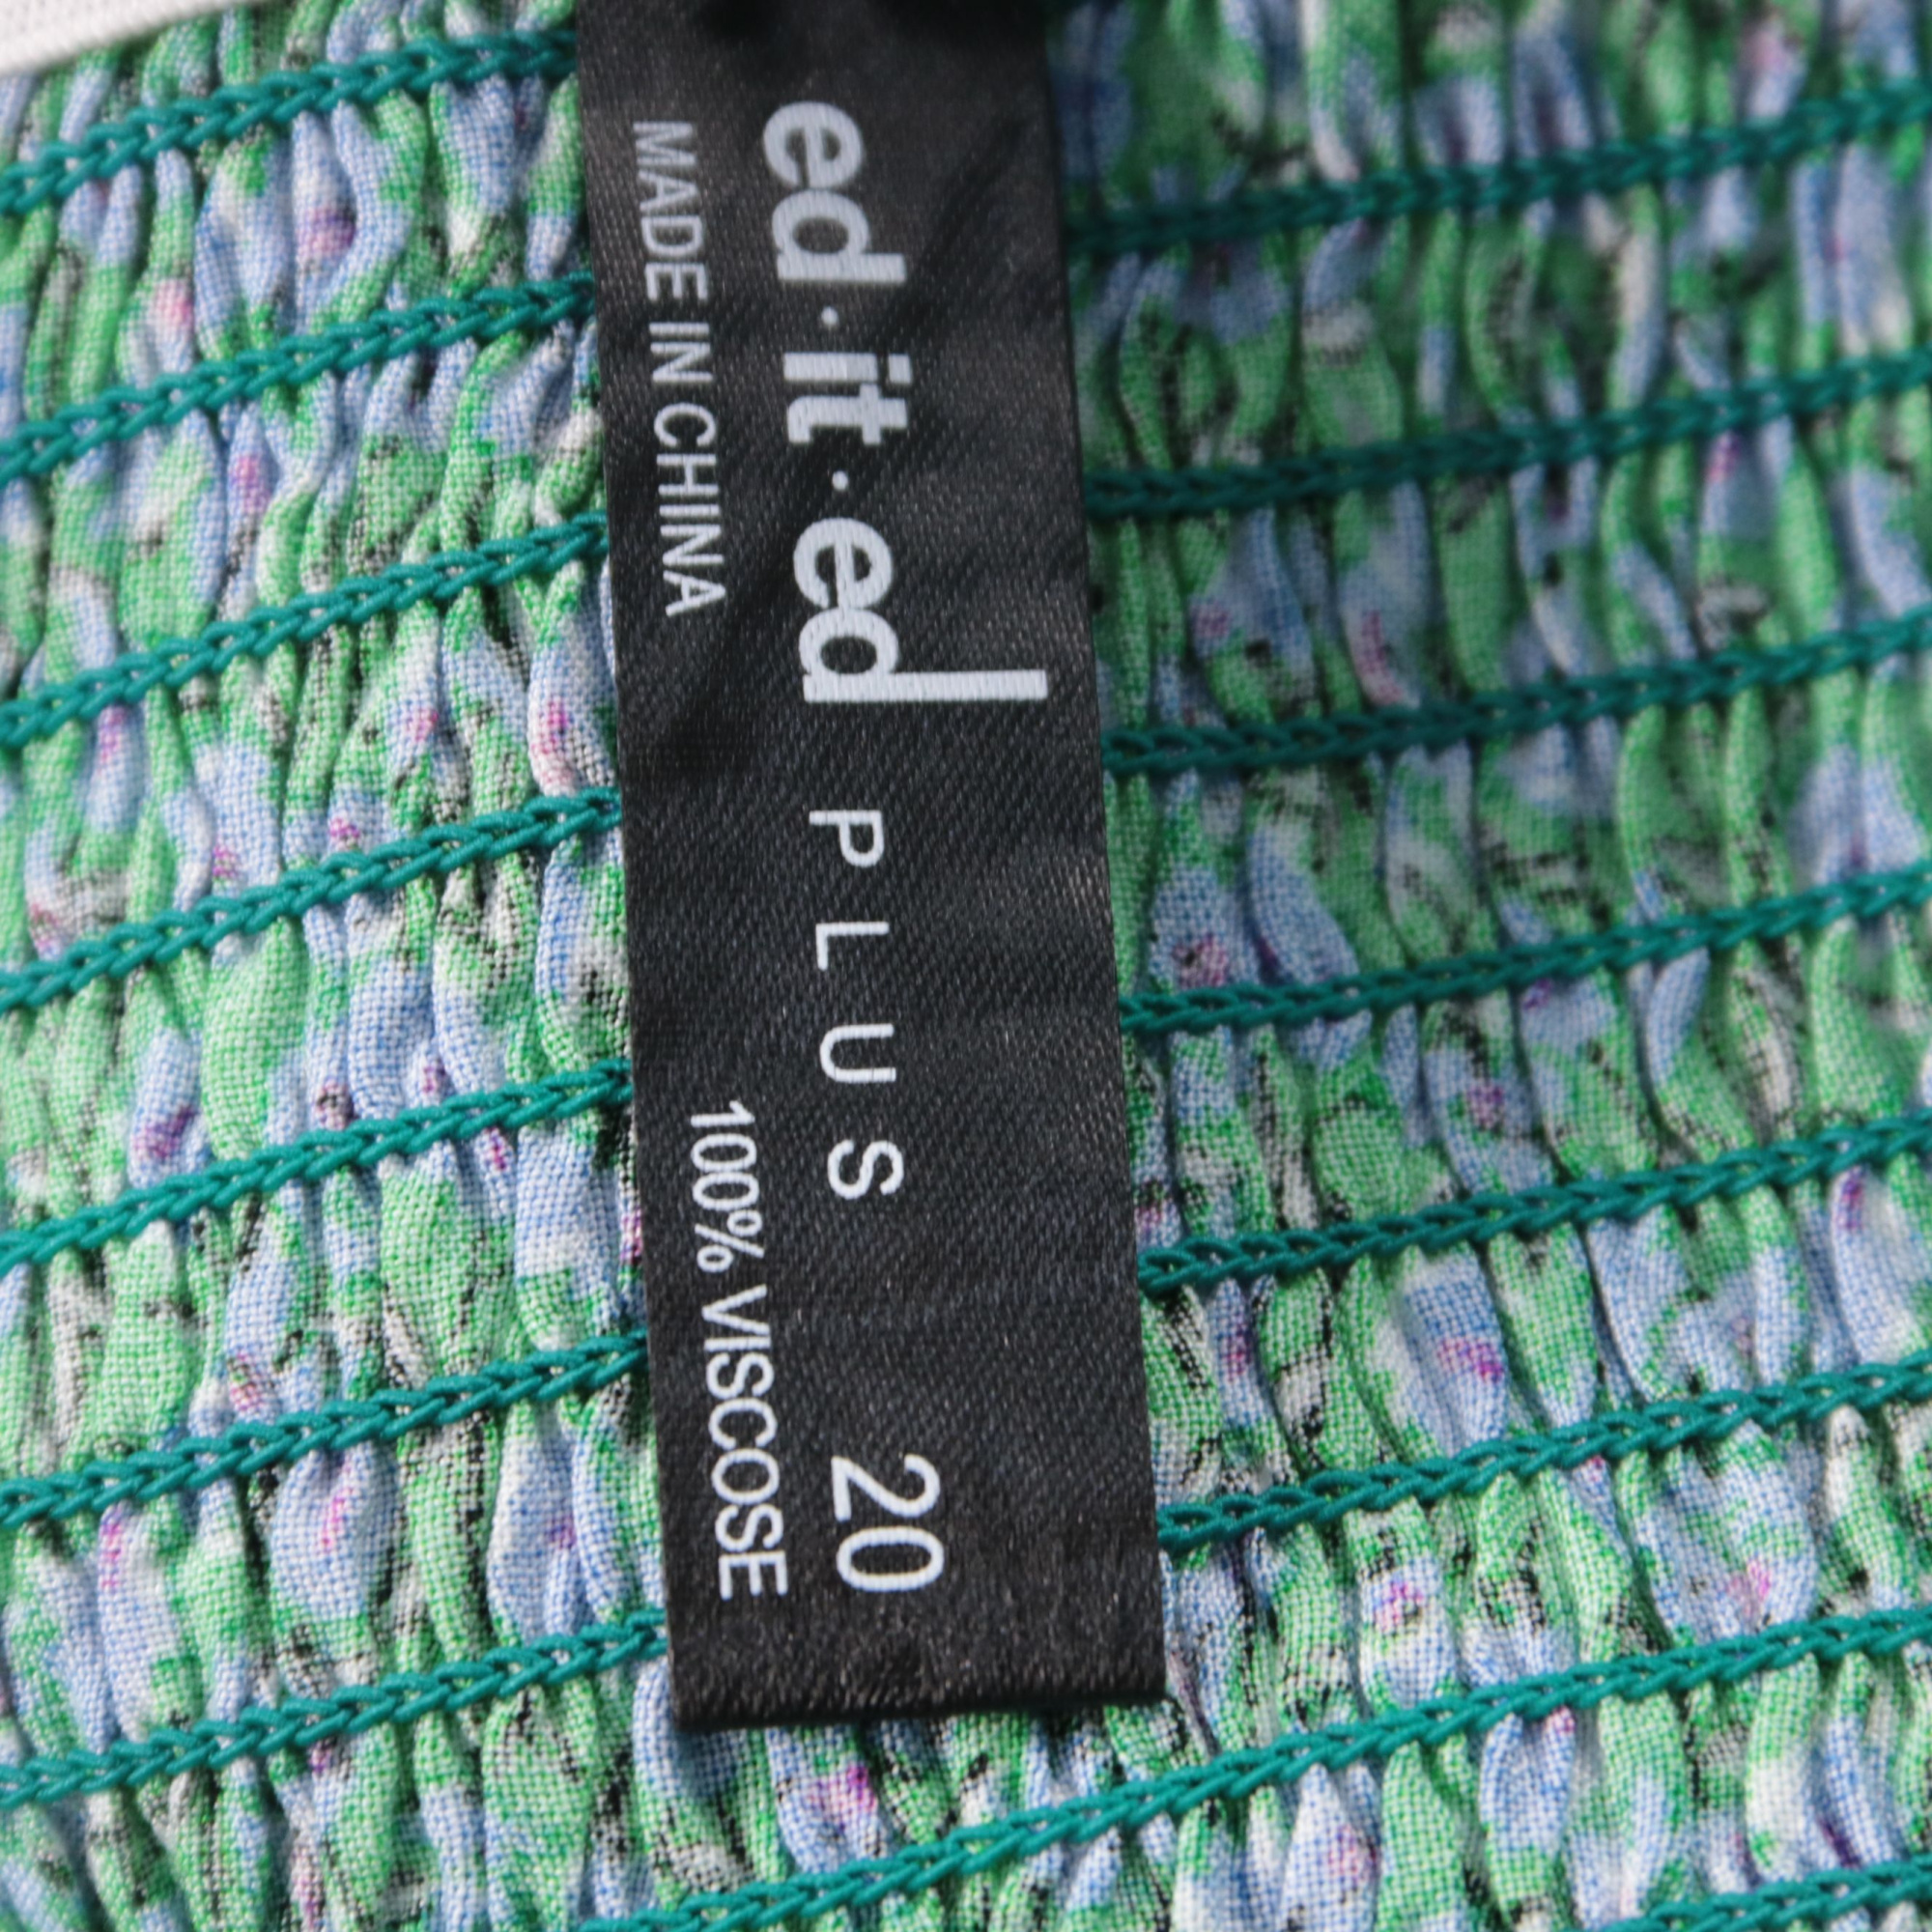 ed·it·ed
PLUS
20
MADE IN CHINA
100% VISCOSE